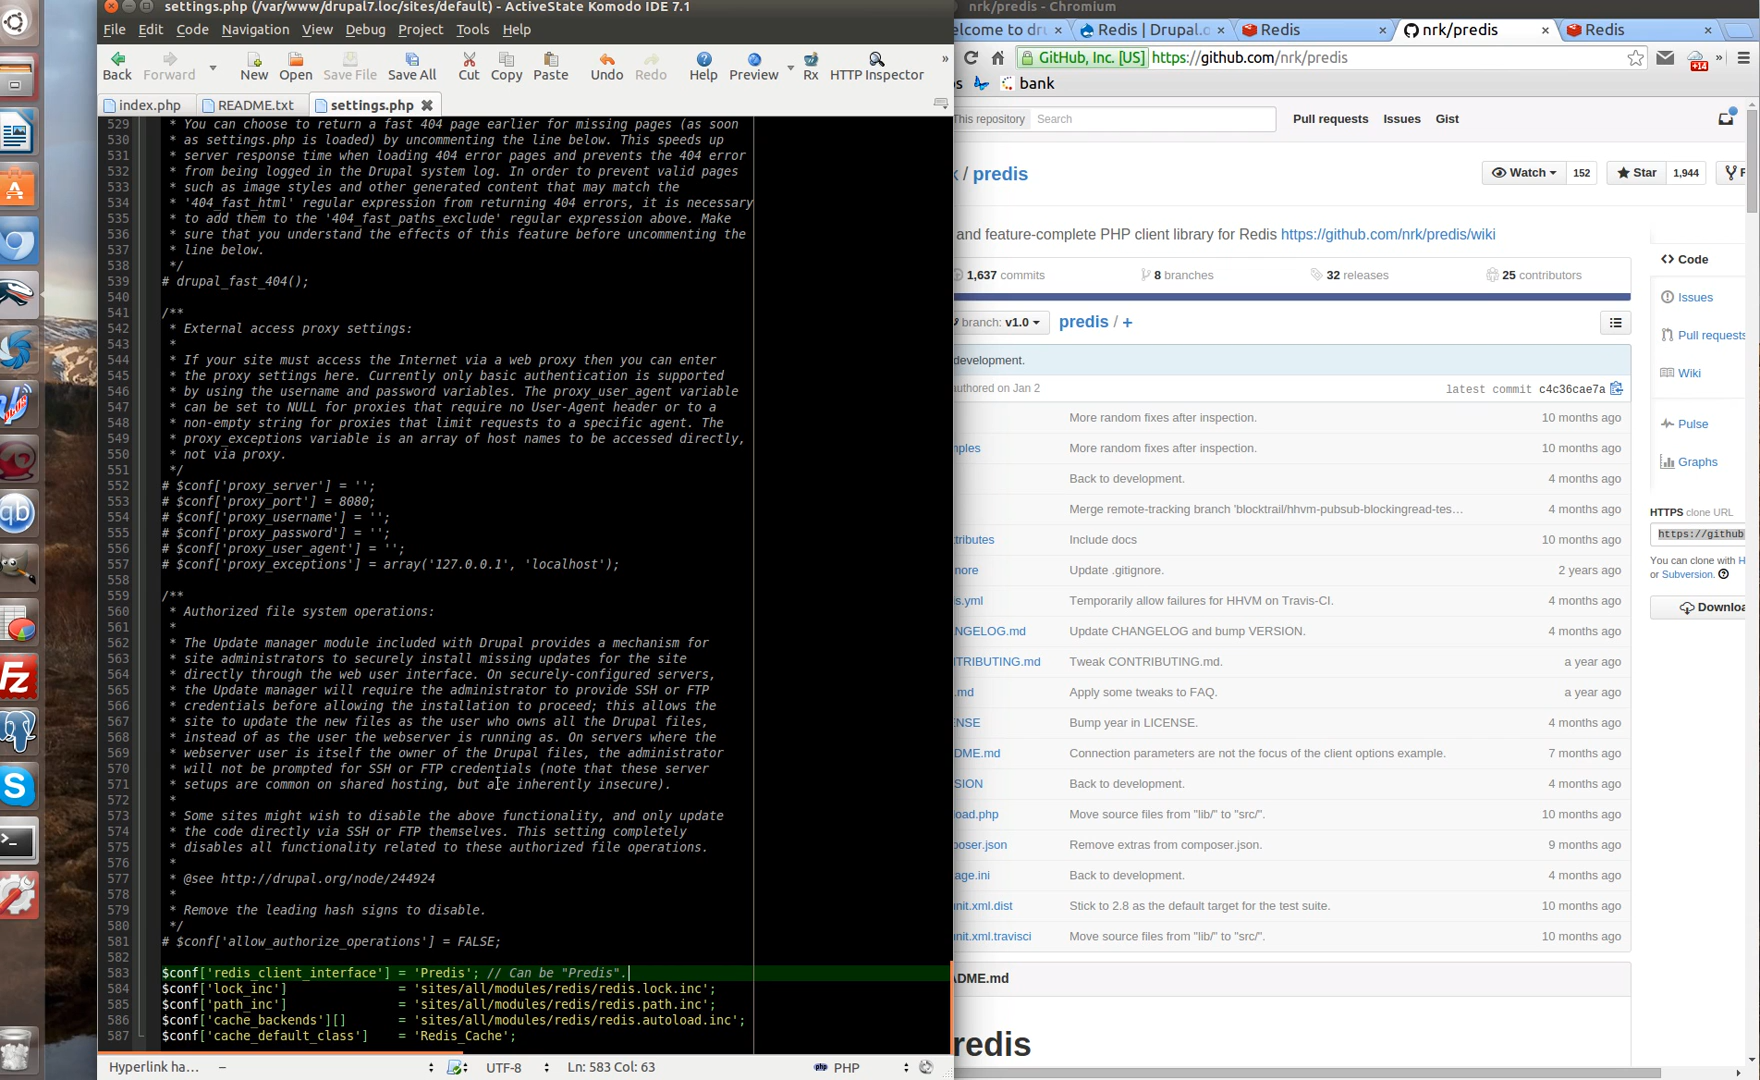 settings.php (/var/www/drupal7.loc/sites/default) - ActiveState Komodo IDE 7.1
File Edit Code Navigation View Debug Project Tools Help
Back Forward New Open Save File Save All Cut Copy Paste Undo Redo Help Preview Rx HTTP Inspector »
index.php README.txt settings.php
529 * You can choose to return a fast 404 page earlier for missing pages (as soon
530 * as settings.php is loaded) by uncommenting the line below. This speeds up
531 * server response time when loading 404 error pages and prevents the 404 error
532 * from being logged in the Drupal system log. In order to prevent valid pages
533 * such as image styles and other generated content that may match the
534 * '404_fast_html' regular expression from returning 404 errors, it is necessary
535 * to add them to the '404_fast_paths_exclude' regular expression above. Make
536 * sure that you understand the effects of this feature before uncommenting the
537 * line below.
538 */
539 # drupal_fast_404();
540
541 /**
542 * External access proxy settings:
543 *
544 * If your site must access the Internet via a web proxy then you can enter
545 * the proxy settings here. Currently only basic authentication is supported
546 * by using the username and password variables. The proxy_user_agent variable
547 * can be set to NULL for proxies that require no User-Agent header or to a
548 * non-empty string for proxies that limit requests to a specific agent. The
549 * proxy_exceptions variable is an array of host names to be accessed directly,
550 * not via proxy.
551 */
552 # $conf['proxy_server'] = '';
553 # $conf['proxy_port'] = 8080;
554 # $conf['proxy_username'] = '';
555 # $conf['proxy_password'] = '';
556 # $conf['proxy_user_agent'] = '';
557 # $conf['proxy_exceptions'] = array('127.0.0.1', 'localhost');
558
559 /**
560 * Authorized file system operations:
561 *
562 * The Update manager module included with Drupal provides a mechanism for
563 * site administrators to securely install missing updates for the site
564 * directly through the web user interface. On securely-configured servers,
565 * the Update manager will require the administrator to provide SSH or FTP
566 * credentials before allowing the installation to proceed; this allows the
567 * site to update the new files as the user who owns all the Drupal files,
568 * instead of as the user the webserver is running as. On servers where the
569 * webserver user is itself the owner of the Drupal files, the administrator
570 * will not be prompted for SSH or FTP credentials (note that these server
571 * setups are common on shared hosting, but are inherently insecure).
572 *
573 * Some sites might wish to disable the above functionality, and only update
574 * the code directly via SSH or FTP themselves. This setting completely
575 * disables all functionality related to these authorized file operations.
576 *
577 * @see http://drupal.org/node/244924
578 *
579 * Remove the leading hash signs to disable.
580 */
581 # $conf['allow_authorize_operations'] = FALSE;
582
583 $conf['redis_client_interface'] = 'Predis'; // Can be "Predis".
584 $conf['lock_inc'] = 'sites/all/modules/redis/redis.lock.inc';
585 $conf['path_inc'] = 'sites/all/modules/redis/redis.path.inc';
586 $conf['cache_backends'][] = 'sites/all/modules/redis/redis.autoload.inc';
587 $conf['cache_default_class'] = 'Redis_Cache';
Hyperlink ha... – UTF-8 Ln: 583 Col: 63 PHP
nrk/predis - Chromium
elcome to dru Redis | Drupal.o Redis nrk/predis Redis
GitHub, Inc. [US] https://github.com/nrk/predis +14 »
s bank
This repository Search Pull requests Issues Gist
/ predis Watch 152 Star 1,944 F
and feature-complete PHP client library for Redis https://github.com/nrk/predis/wiki
1,637 commits 8 branches 32 releases 25 contributors
branch: v1.0 predis / +
development.
authored on Jan 2 latest commit c4c36cae7a
More random fixes after inspection. 10 months ago
mples More random fixes after inspection. 10 months ago
Back to development. 4 months ago
Merge remote-tracking branch 'blocktrail/hhvm-pubsub-blockingread-tes… 4 months ago
tributes Include docs 10 months ago
nore Update .gitignore. 2 years ago
is.yml Temporarily allow failures for HHVM on Travis-CI. 4 months ago
NGELOG.md Update CHANGELOG and bump VERSION. 4 months ago
TRIBUTING.md Tweak CONTRIBUTING.md. a year ago
.md Apply some tweaks to FAQ. a year ago
ENSE Bump year in LICENSE. 4 months ago
DME.md Connection parameters are not the focus of the client options example. 7 months ago
SION Back to development. 4 months ago
oad.php Move source files from "lib/" to "src/". 10 months ago
poser.json Remove extras from composer.json. 9 months ago
age.ini Back to development. 4 months ago
nit.xml.dist Stick to 2.8 as the default target for the test suite. 10 months ago
unit.xml.travisci Move source files from "lib/" to "src/". 10 months ago
DME.md
redis
Code
Issues
Pull requests
Wiki
Pulse
Graphs
HTTPS clone URL
https://github
You can clone with H
or Subversion.
Downloa